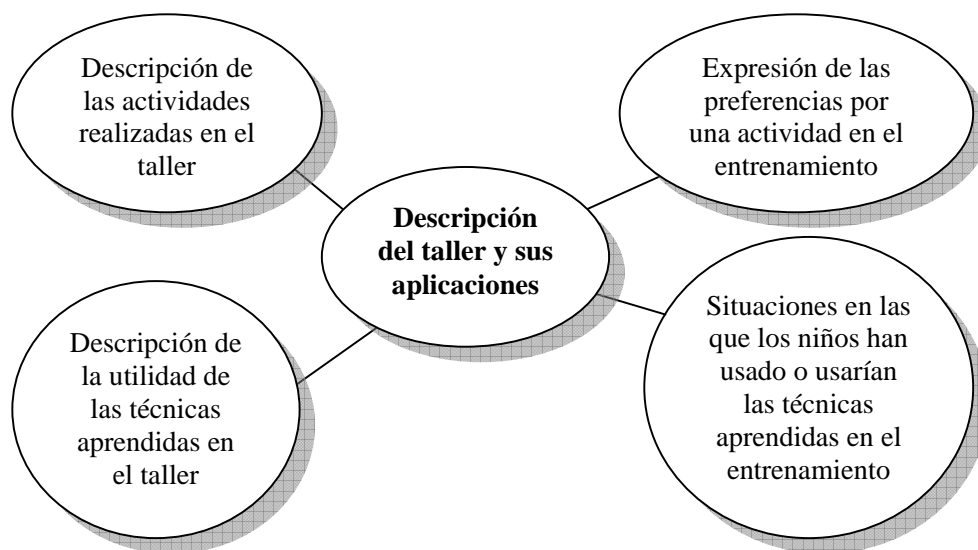 Descripción de
las actividades
realizadas en el
taller
Expresión de las
preferencias por
una actividad en el
entrenamiento
Descripción
del taller y sus
aplicaciones
Descripción de
la utilidad de
las técnicas
aprendidas en
el taller
Situaciones en las
que los niños han
usado o usarían
las técnicas
aprendidas en el
entrenamiento